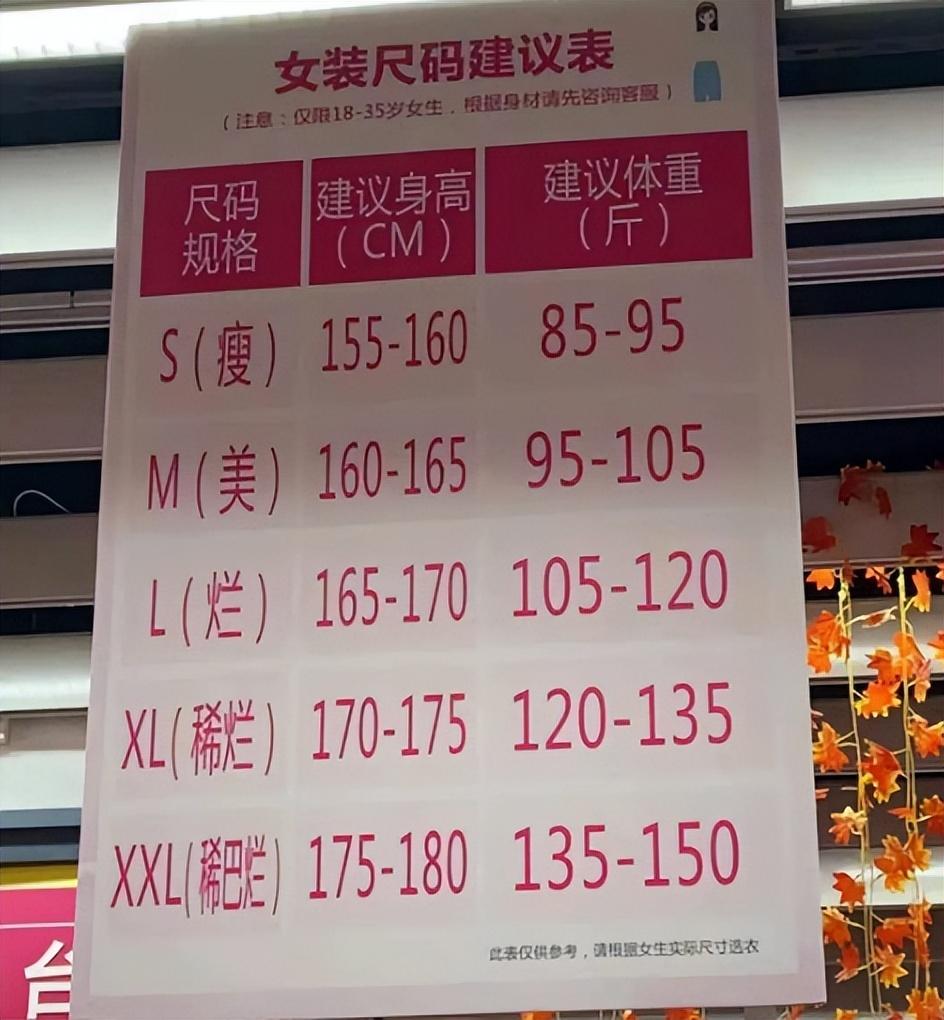 女装尺码建议表
（注意：仅限18-35岁女生，根据身材请先咨询客服）
尺码规格 建议身高（CM） 建议体重（斤）
S（瘦） 155-160 85-95
M（美） 160-165 95-105
L（烂） 165-170 105-120
XL（稀烂） 170-175 120-135
XXL（稀巴烂） 175-180 135-150
此表仅供参考，请根据女生实际尺寸选衣
台